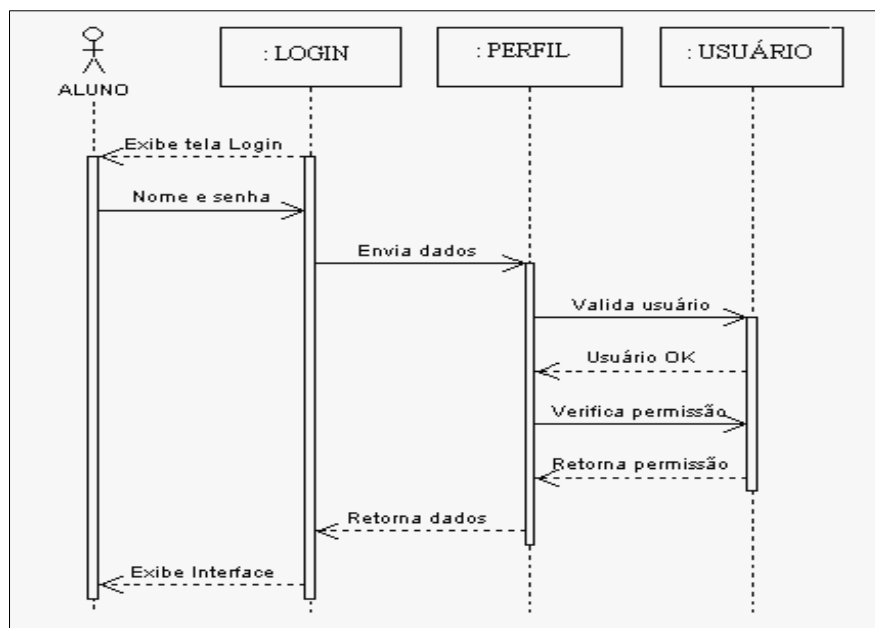 ALUNO
: LOGIN
: PERFIL
: USUÁRIO
Exibe tela Login
Nome e senha
Envia dados
Valida usuário
Usuário OK
Verifica permissão
Retorna permissão
Retorna dados
Exibe Interface